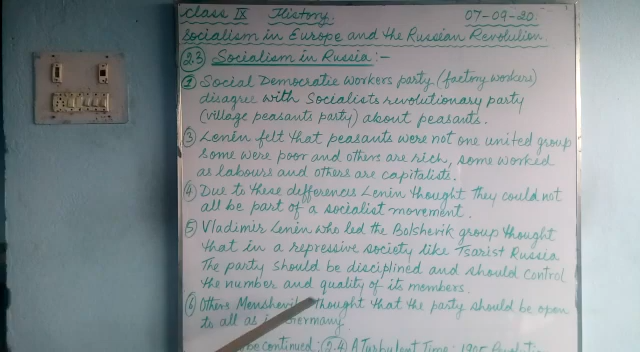 Class IX History. 07-09-20.
Socialism in Europe and the Russian Revolution.
2.3 Socialism in Russia :-
① Social Democratic workers party (factory workers)
disagree with Socialists revolutionary party
(village peasants party) about peasants.
③ Lenin felt that peasants were not one united group
Some were poor and others are rich, some worked
as labours and others are capitalists.
④ Due to these differences Lenin thought they could not
all be part of a socialist movement.
⑤ Vladimir Lenin who led the Bolshevik group thought
that in a repressive society like Tsarist Russia
The party should be disciplined and should control
the number and quality of its members.
⑥ Others Mensheviks thought that the party should be open
to all as in Germany.
be continued: (2.4) A Turbulent Time: 1905